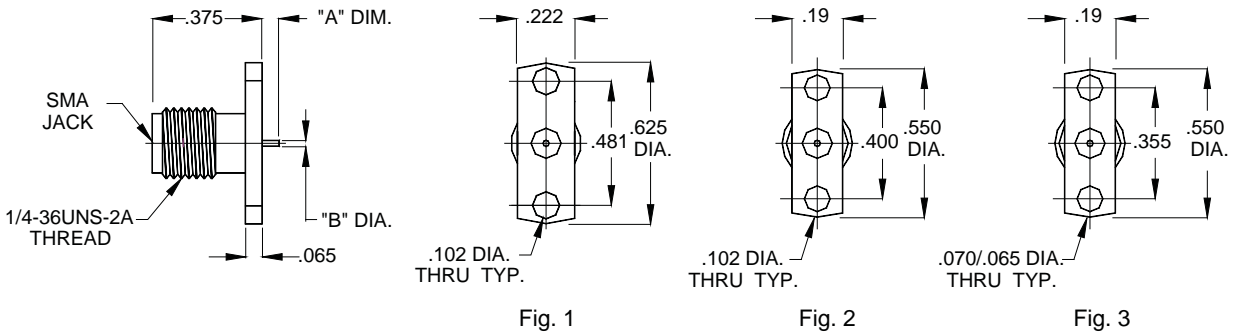 .375
"A" DIM.
SMA
JACK
1/4-36UNS-2A
THREAD
"B" DIA.
.065
.222
.481
.625
DIA.
.102 DIA.
THRU TYP.
Fig. 1
.19
.400
.550
DIA.
.102 DIA.
THRU TYP.
Fig. 2
.19
.355
.550
DIA.
.070/.065 DIA.
THRU TYP.
Fig. 3